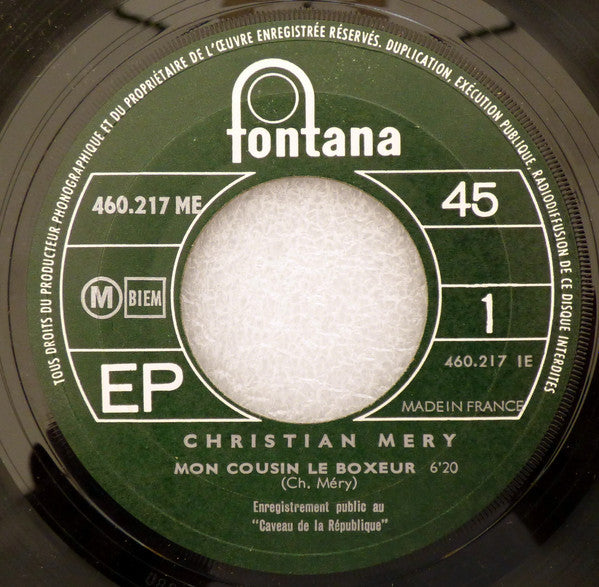 TOUS DROITS DU PRODUCTEUR PHONOGRAPHIQUE ET DU PROPRIÉTAIRE DE L'ŒUVRE ENREGISTRÉE RÉSERVÉS. DUPLICATION, EXÉCUTION PUBLIQUE, RADIODIFFUSION DE CE DISQUE INTERDITES
fontana
460.217 ME
45
M BIEM
1
460.217 IE
EP
MADE IN FRANCE
CHRISTIAN MERY
MON COUSIN LE BOXEUR 6'20
(Ch. Méry)
Enregistrement public au
"Caveau de la République"